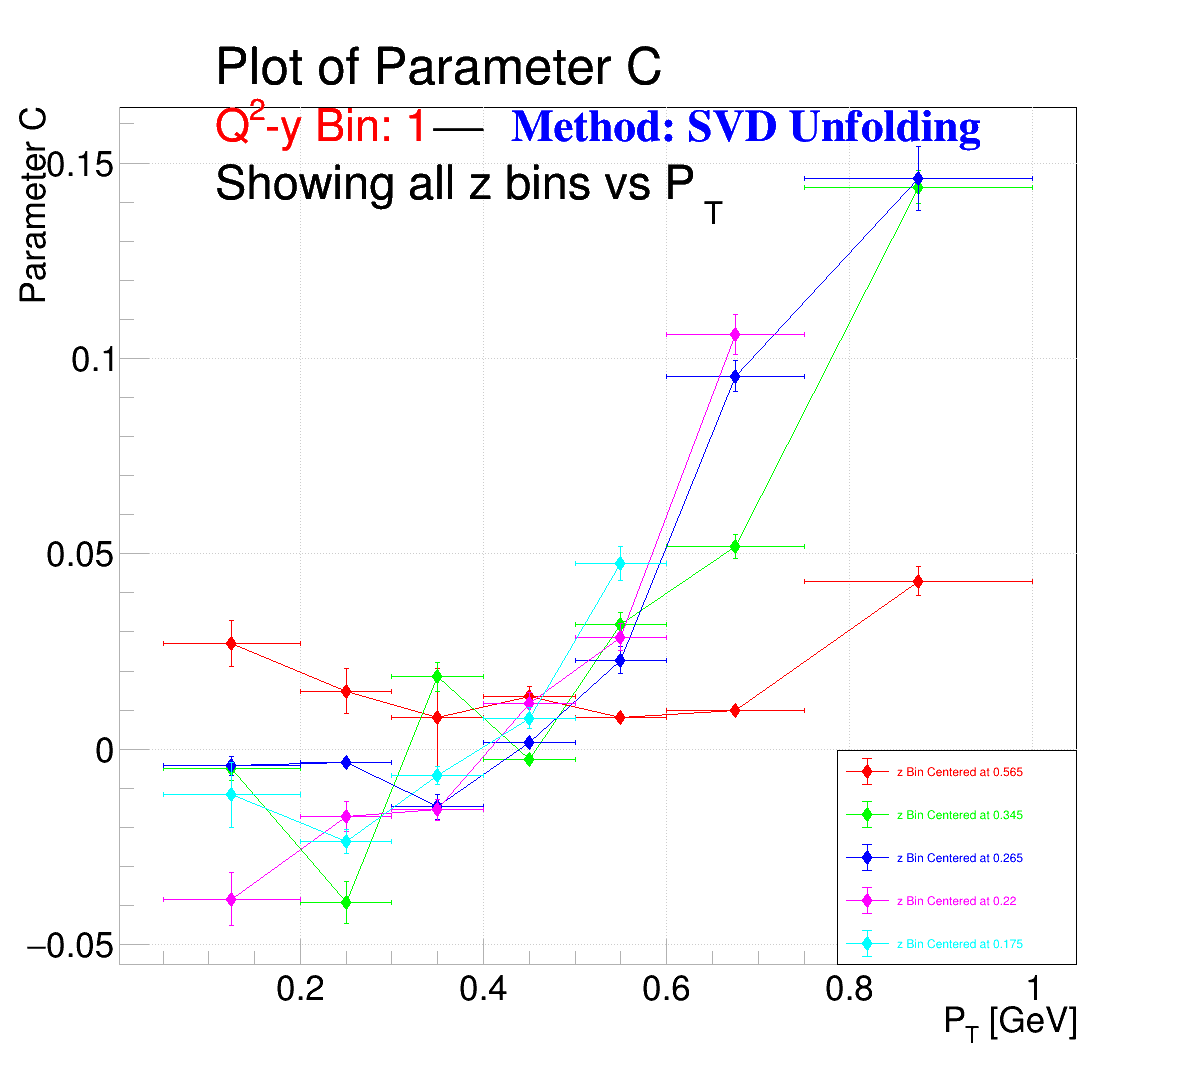 Plot of Parameter C
Q²-y Bin: 1 — Method: SVD Unfolding
Showing all z bins vs P_T
Parameter C
0.15
0.1
0.05
0
−0.05
z Bin Centered at 0.565
z Bin Centered at 0.345
z Bin Centered at 0.265
z Bin Centered at 0.22
z Bin Centered at 0.175
0.2 0.4 0.6 0.8 1
P_T [GeV]